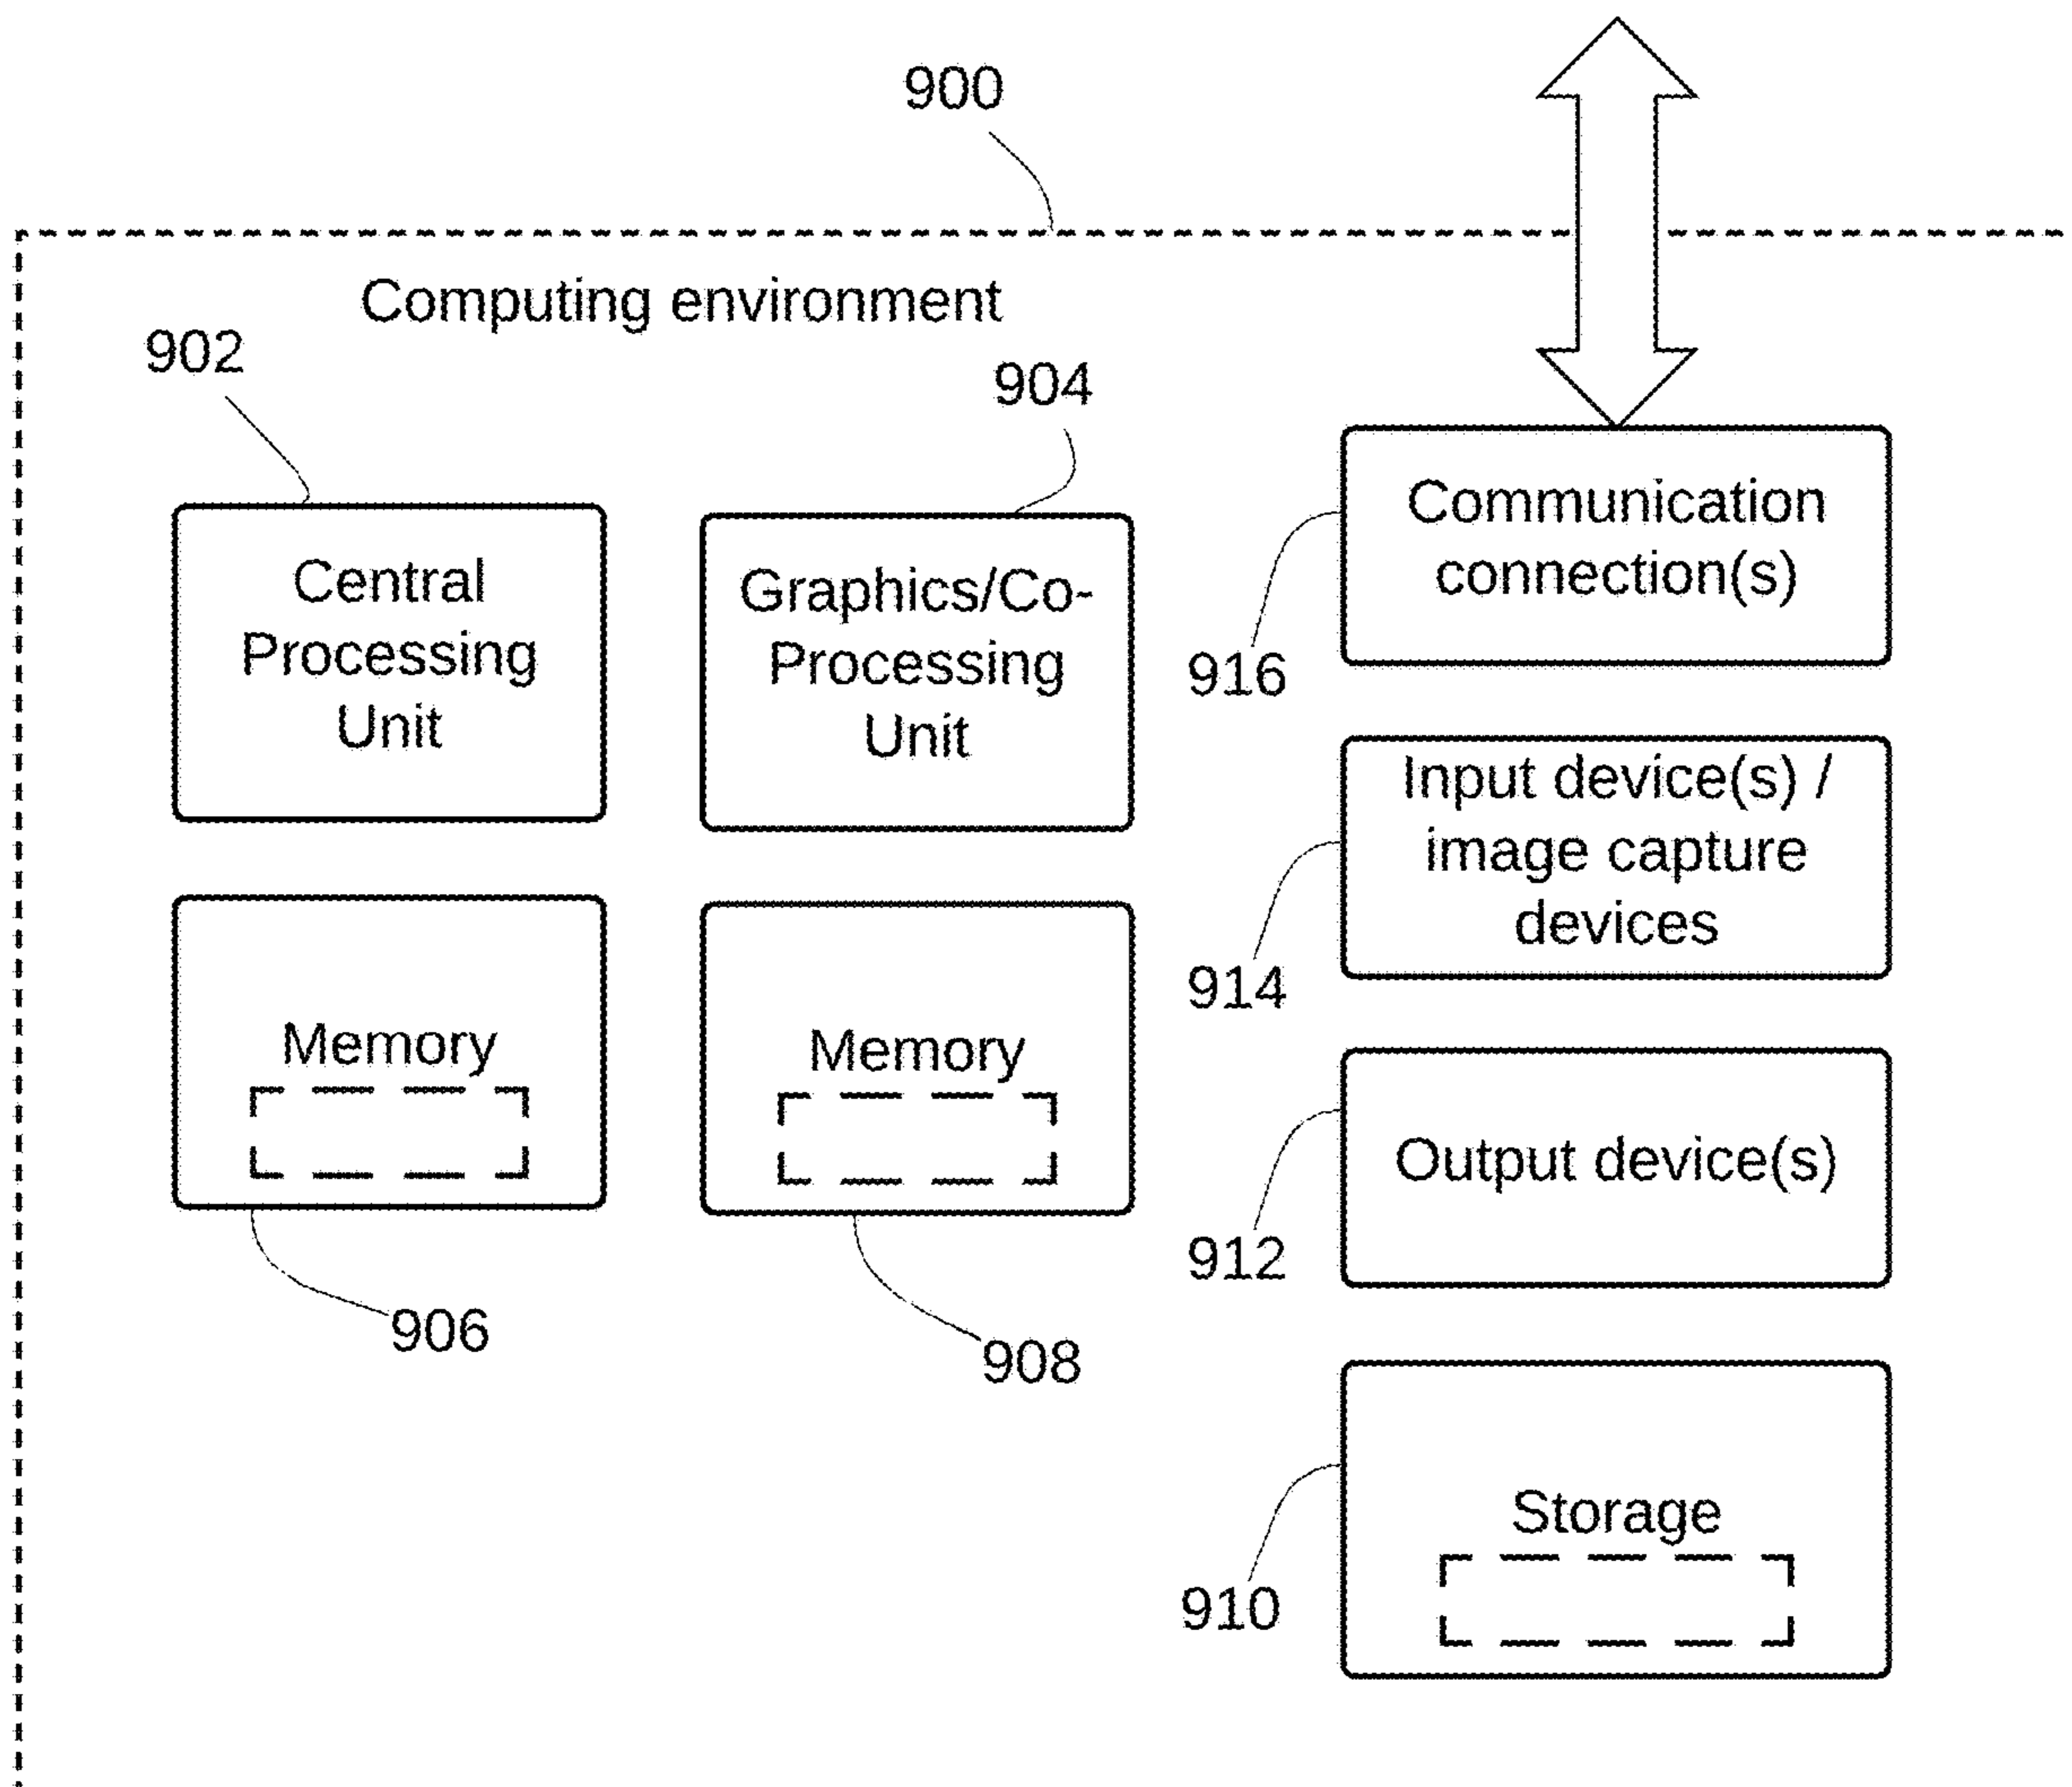 900
Computing environment
902
904
Central
Processing
Unit
Graphics/Co-
Processing
Unit
Communication
connection(s)
916
Input device(s) /
image capture
devices
914
Memory
Memory
Output device(s)
912
906
908
Storage
910